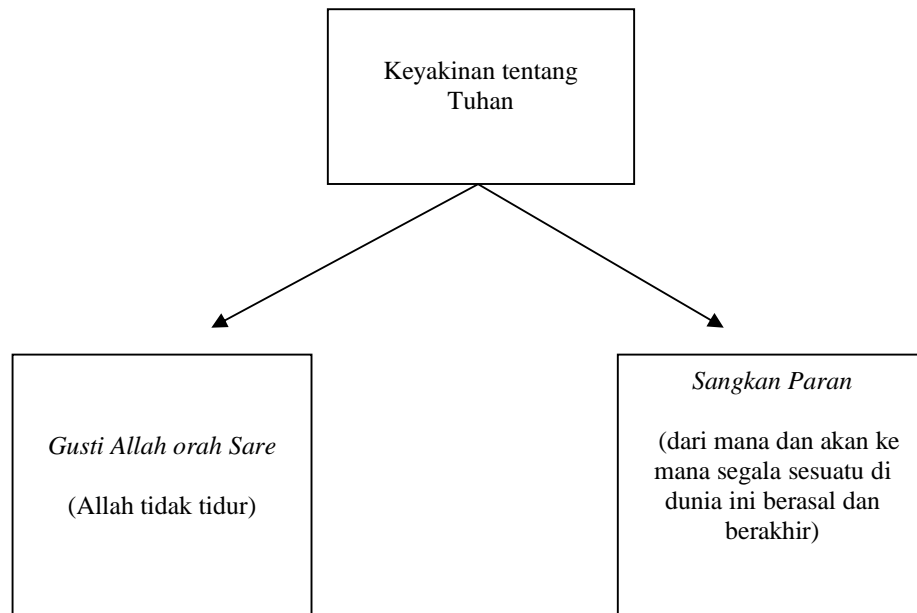 Keyakinan tentang
Tuhan
Gusti Allah orah Sare
(Allah tidak tidur)
Sangkan Paran
(dari mana dan akan ke
mana segala sesuatu di
dunia ini berasal dan
berakhir)